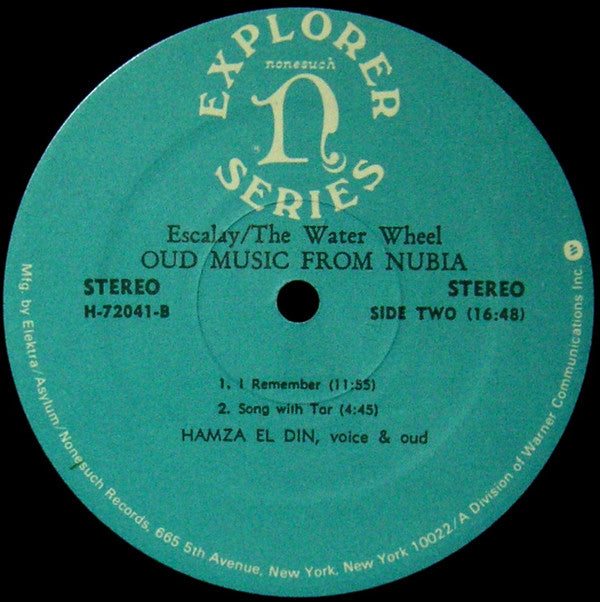 EXPLORER
nonesuch
n
SERIES
Escalay/The Water Wheel
OUD MUSIC FROM NUBIA
STEREO STEREO
H-72041-B SIDE TWO (16:48)
1. I Remember (11:55)
2. Song with Tar (4:45)
HAMZA EL DIN, voice & oud
Mfg. by Elektra/Asylum/Nonesuch Records, 665 5th Avenue, New York, New York 10022/A Division of Warner Communications Inc.